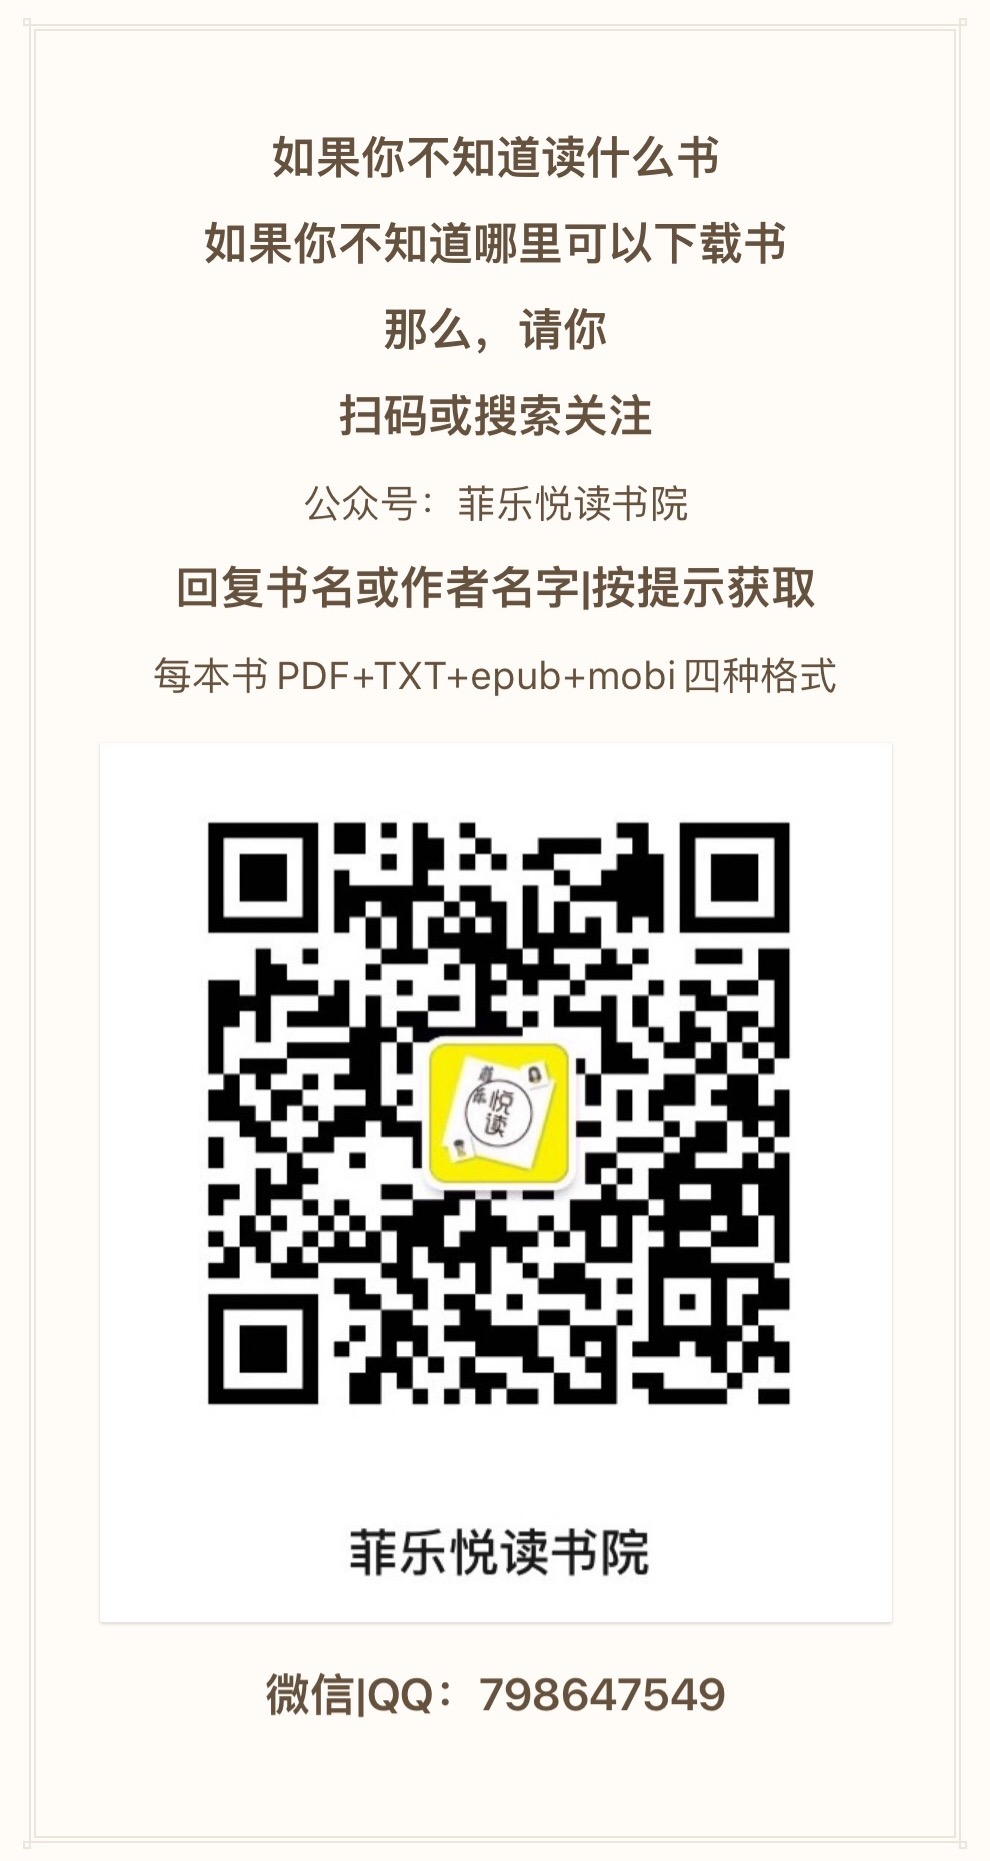 如果你不知道读什么书
如果你不知道哪里可以下载书
那么，请你
扫码或搜索关注
公众号：菲乐悦读书院
回复书名或作者名字|按提示获取
每本书 PDF+TXT+epub+mobi 四种格式
菲乐
悦读
菲乐悦读书院
微信|QQ：798647549